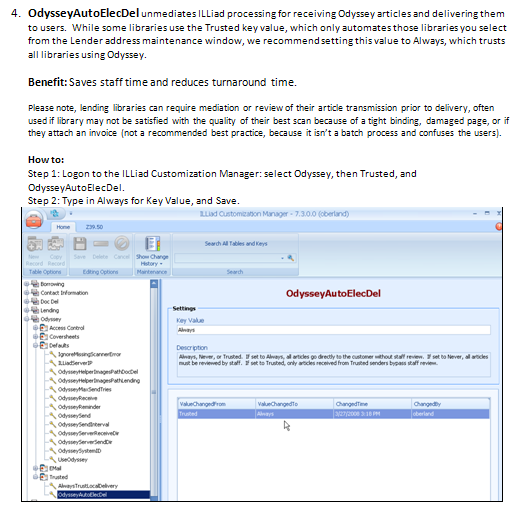 4. OdysseyAutoElecDel unmediates ILLiad processing for receiving Odyssey articles and delivering them
to users. While some libraries use the Trusted key value, which only automates those libraries you select
from the Lender address maintenance window, we recommend setting this value to Always, which trusts
all libraries using Odyssey.
Benefit: Saves staff time and reduces turnaround time.
Please note, lending libraries can require mediation or review of their article transmission prior to delivery, often
used if library may not be satisfied with the quality of their best scan because of a tight binding, damaged page, or if
they attach an invoice (not a recommended best practice, because it isn't a batch process and confuses the users).
How to:
Step 1: Logon to the ILLiad Customization Manager: select Odyssey, then Trusted, and
OdysseyAutoElecDel.
Step 2: Type in Always for Key Value, and Save.
ILLiad Customization Manager - 7.3.0.0 (oberland)
Home Z39.50
New Record Copy Record Save Delete Cancel Show Change History
Search All Tables and Keys
Table Options Editing Options Maintenance Search
Borrowing
Contact Information
Doc Del
Lending
Odyssey
Access Control
Coversheets
Defaults
IgnoreMissingScannerError
ILLiadServerIP
OdysseyHelperImagesPathDocDel
OdysseyHelperImagesPathLending
OdysseyMaxSendTries
OdysseyReceive
OdysseyReminder
OdysseySend
OdysseySendInterval
OdysseyServerReceiveDir
OdysseyServerSendDir
OdysseySystemID
UseOdyssey
EMail
Trusted
AlwaysTrustLocalDelivery
OdysseyAutoElecDel
OdysseyAutoElecDel
Settings
Key Value
Always
Description
Always, Never, or Trusted. If set to Always, all articles go directly to the customer without staff review. If set to Never, all articles
must be reviewed by staff. If set to Trusted, only articles received from Trusted senders bypass staff review.
ValueChangedFrom ValueChangedTo ChangedTime ChangedBy
Trusted Always 3/27/2008 3:18 PM oberland